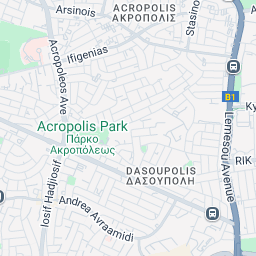 Arsinois
ACROPOLIS
ΑΚΡΟΠΟΛΙΣ
Stasino
Ifigenias
Acropoleos Ave
B1
Ky
Lemesou Avenue
Acropolis Park
Πάρκο
Ακροπόλεως
RIK
DASOUPOLIS
ΔΑΣΟΥΠΟΛΗ
Iosif Hadjiosif
Andrea Avraamidi